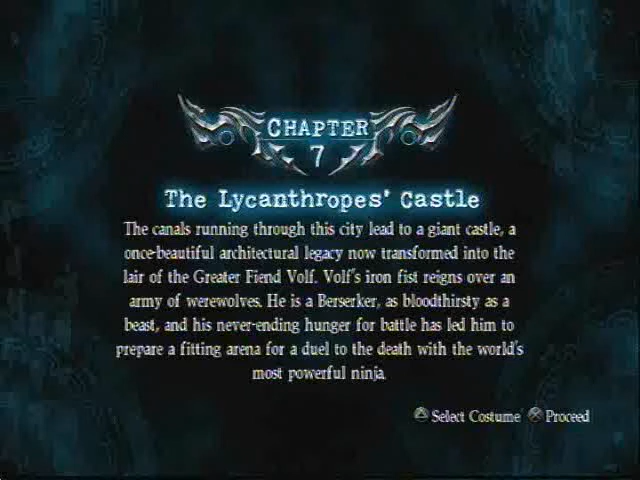 CHAPTER
7
The Lycanthropes' Castle
The canals running through this city lead to a giant castle, a
once-beautiful architectural legacy now transformed into the
lair of the Greater Fiend Volf. Volf's iron fist reigns over an
army of werewolves. He is a Berserker, as bloodthirsty as a
beast, and his never-ending hunger for battle has led him to
prepare a fitting arena for a duel to the death with the world's
most powerful ninja.
Select Costume Proceed